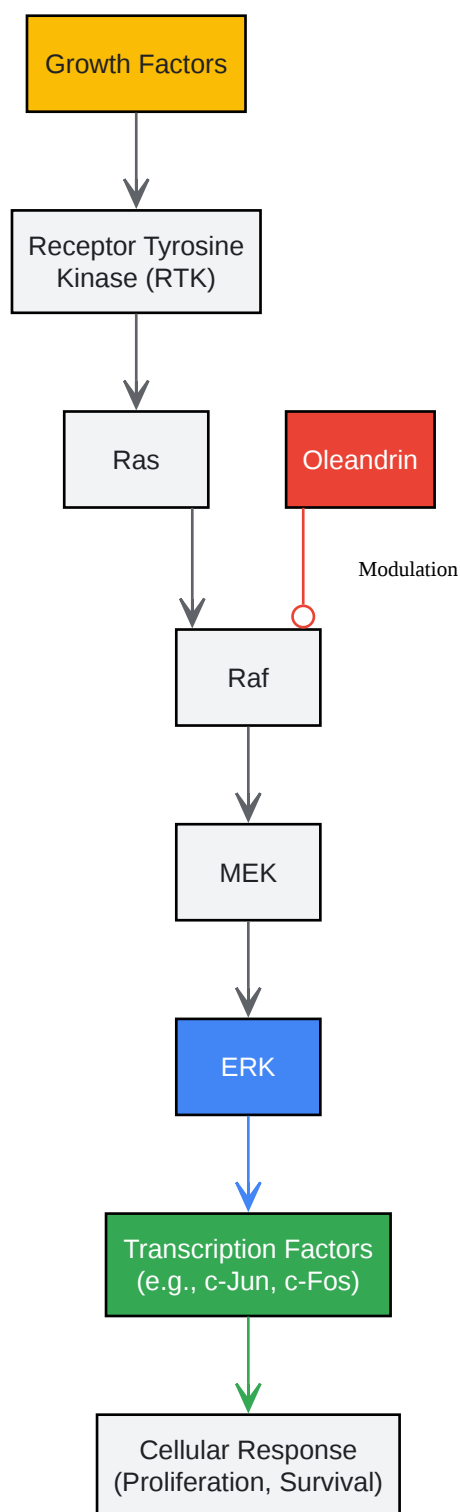 Growth Factors
Receptor Tyrosine
Kinase (RTK)
Ras
Oleandrin
Modulation
Raf
MEK
ERK
Transcription Factors
(e.g., c-Jun, c-Fos)
Cellular Response
(Proliferation, Survival)